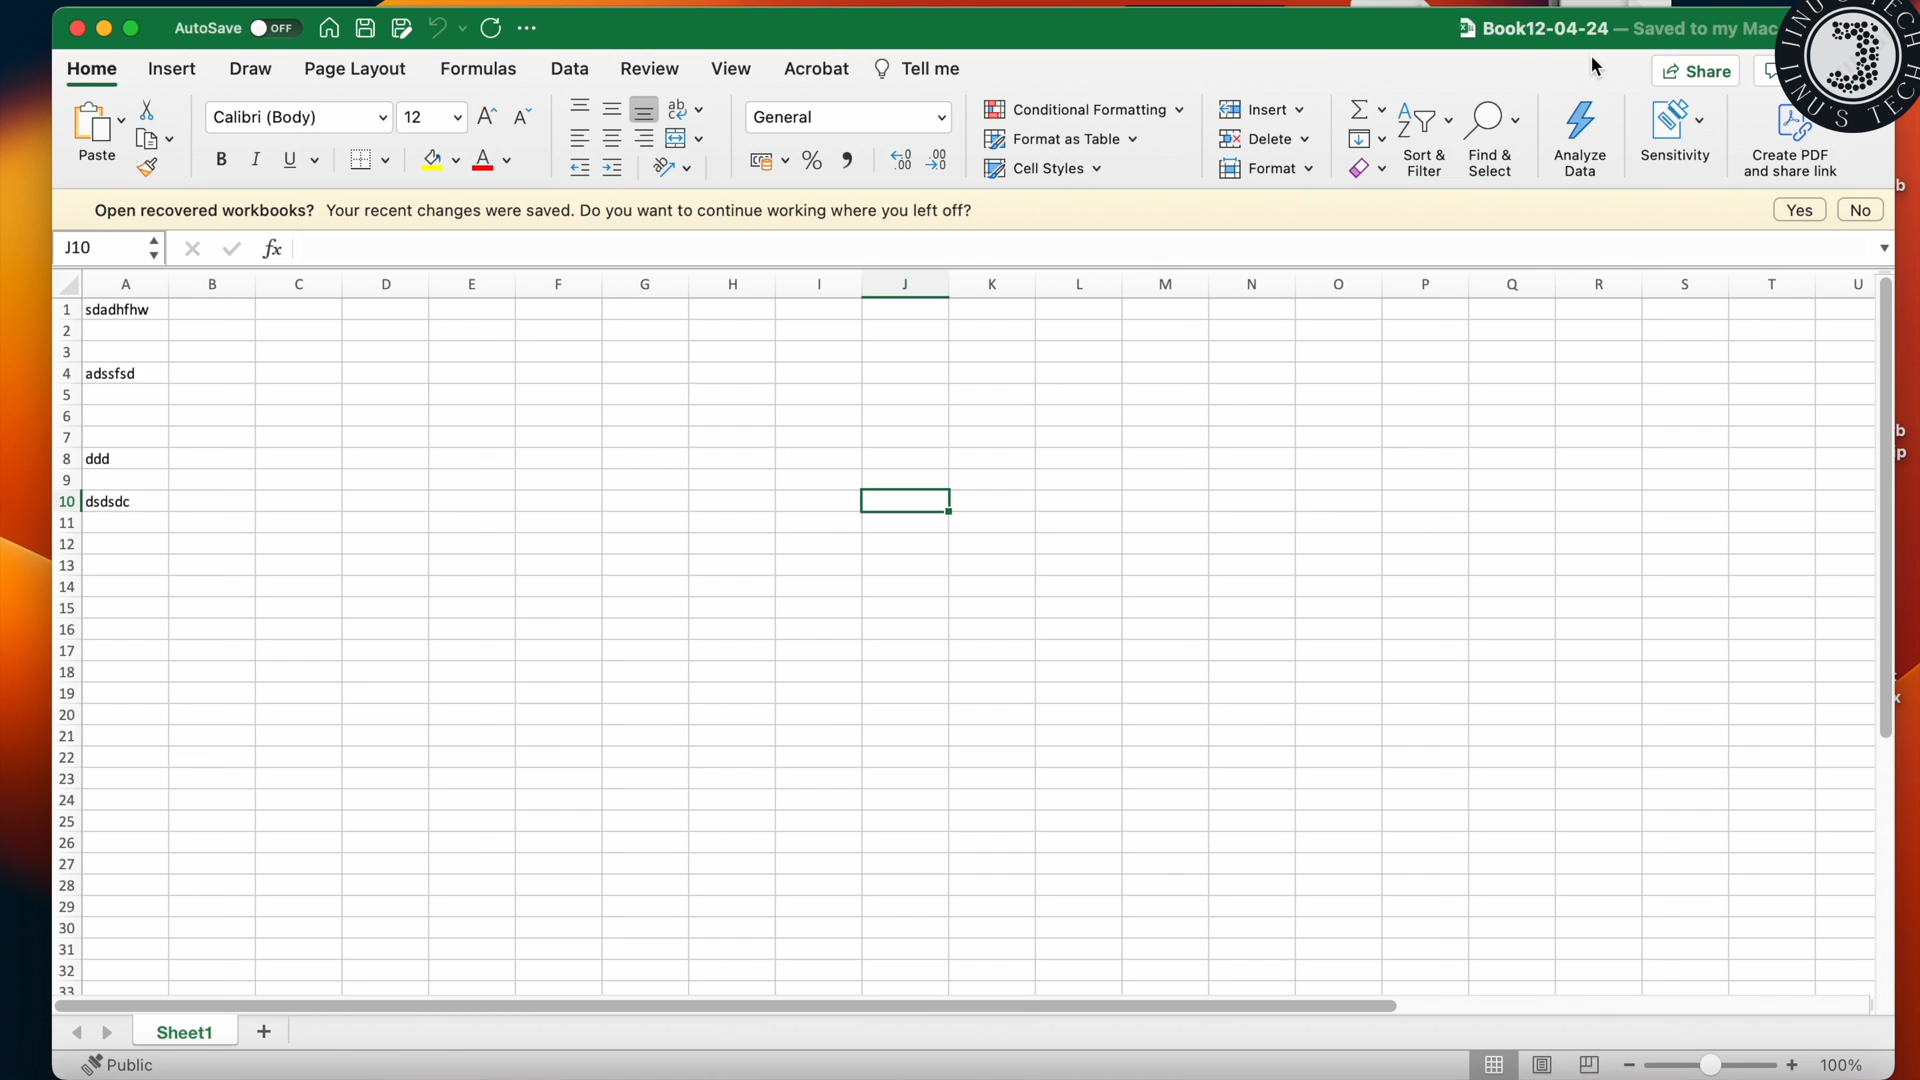 AutoSave OFF
Book12-04-24 — Saved to my Mac
Home Insert Draw Page Layout Formulas Data Review View Acrobat Tell me
Share
Paste
Calibri (Body) 12
B I U A
ab
General
% 9
Conditional Formatting
Format as Table
Cell Styles
Insert
Delete
Format
Sort & Filter
Find & Select
Analyze Data
Sensitivity
Create PDF and share link
JINU'S TECH
Open recovered workbooks? Your recent changes were saved. Do you want to continue working where you left off?
Yes No
J10 fx
A B C D E F G H I J K L M N O P Q R S T U
1 sdadhfhw
2
3
4 adssfsd
5
6
7
8 ddd
9
10 dsdsdc
11
12
13
14
15
16
17
18
19
20
21
22
23
24
25
26
27
28
29
30
31
32
33
Sheet1 +
Public
100%